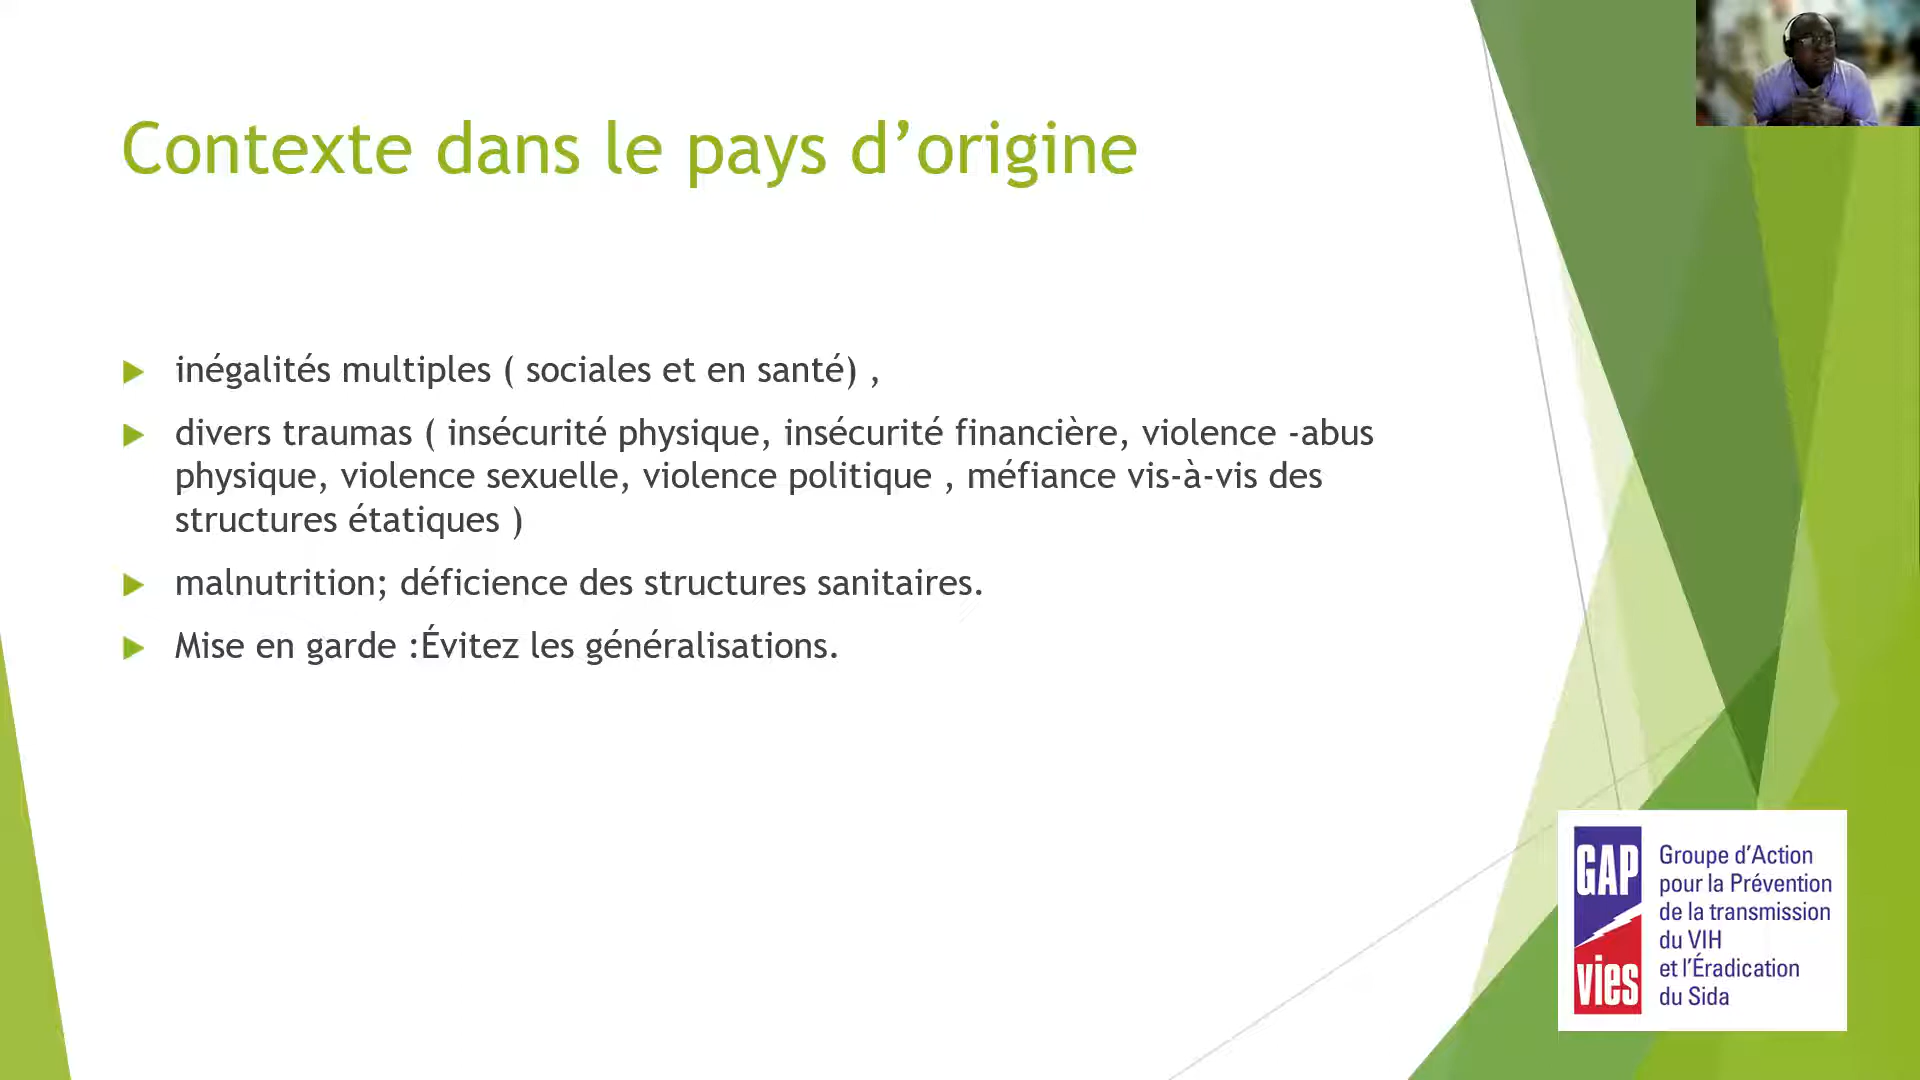 Contexte dans le pays d’origine
inégalités multiples ( sociales et en santé) ,
divers traumas ( insécurité physique, insécurité financière, violence -abus
physique, violence sexuelle, violence politique , méfiance vis-à-vis des
structures étatiques )
malnutrition; déficience des structures sanitaires.
Mise en garde :Évitez les généralisations.
GAP
vies
Groupe d’Action
pour la Prévention
de la transmission
du VIH
et l’Éradication
du Sida